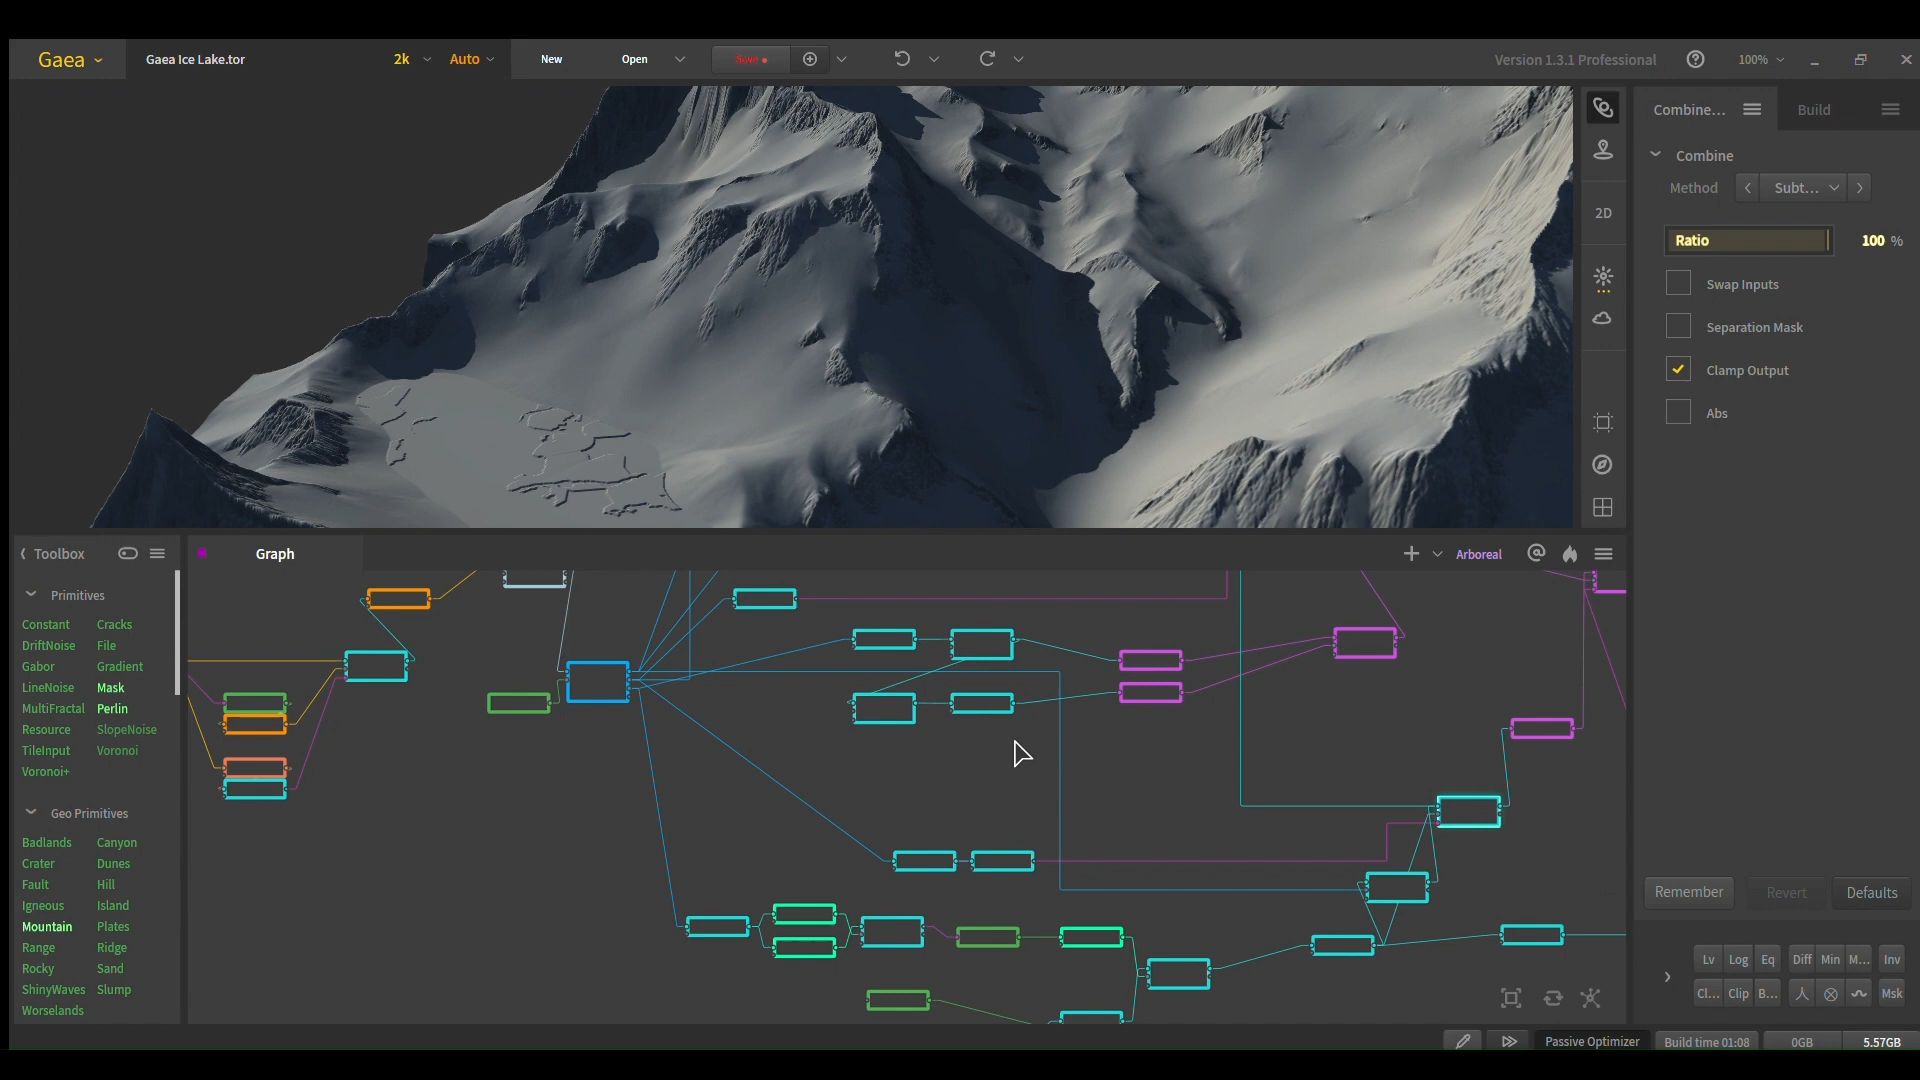 Gaea
Gaea Ice Lake.tor
2k
Auto
New
Open
Save
Version 1.3.1 Professional
100%
Combine...
Build
Combine
Method
Subt...
Ratio
100 %
Swap Inputs
Separation Mask
Clamp Output
Abs
2D
Toolbox
Graph
Arboreal
Primitives
Constant Cracks
DriftNoise File
Gabor Gradient
LineNoise Mask
MultiFractal Perlin
Resource SlopeNoise
TileInput Voronoi
Voronoi+
Geo Primitives
Badlands Canyon
Crater Dunes
Fault Hill
Igneous Island
Mountain Plates
Range Ridge
Rocky Sand
ShinyWaves Slump
Worselands
Remember Revert Defaults
Lv Log Eq Diff Min M... Inv
Cl... Clip B... Msk
Passive Optimizer Build time 01:08 0GB 5.57GB